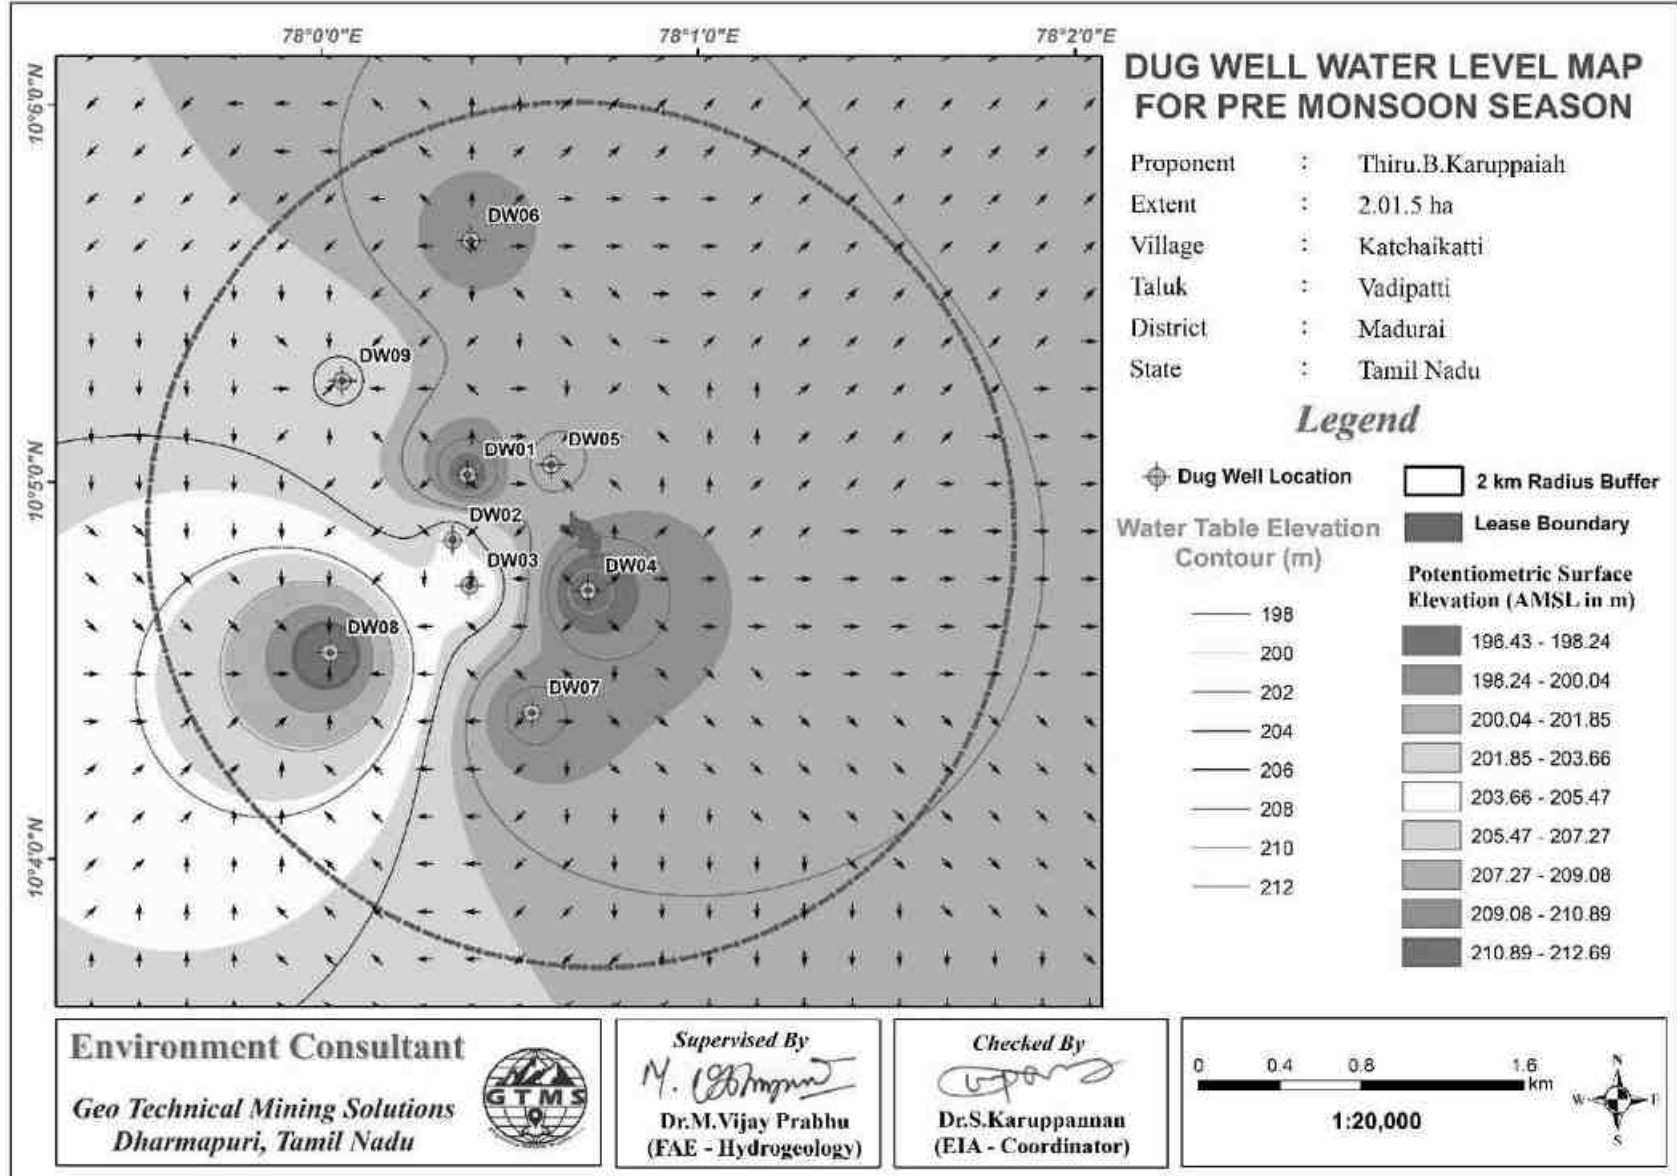 78°0'0"E
78°1'0"E
78°2'0"E
10°6'0"N
10°5'0"N
10°4'0"N
DW06
DW09
DW01
DW05
DW02
DW03
DW04
DW08
DW07
DUG WELL WATER LEVEL MAP
FOR PRE MONSOON SEASON
Proponent : Thiru.B.Karuppaiah
Extent : 2.01.5 ha
Village : Katchaikatti
Taluk : Vadipatti
District : Madurai
State : Tamil Nadu
Legend
Dug Well Location
2 km Radius Buffer
Lease Boundary
Water Table Elevation
Contour (m)
198
200
202
204
206
208
210
212
Potentiometric Surface
Elevation (AMSL in m)
196.43 - 198.24
198.24 - 200.04
200.04 - 201.85
201.85 - 203.66
203.66 - 205.47
205.47 - 207.27
207.27 - 209.08
209.08 - 210.89
210.89 - 212.69
Environment Consultant
Geo Technical Mining Solutions
Dharmapuri, Tamil Nadu
GTMS
Supervised By
Dr.M.Vijay Prabhu
(FAE - Hydrogeology)
Checked By
Dr.S.Karuppannan
(EIA - Coordinator)
0 0.4 0.8 1.6
km
1:20,000
N
W E
S